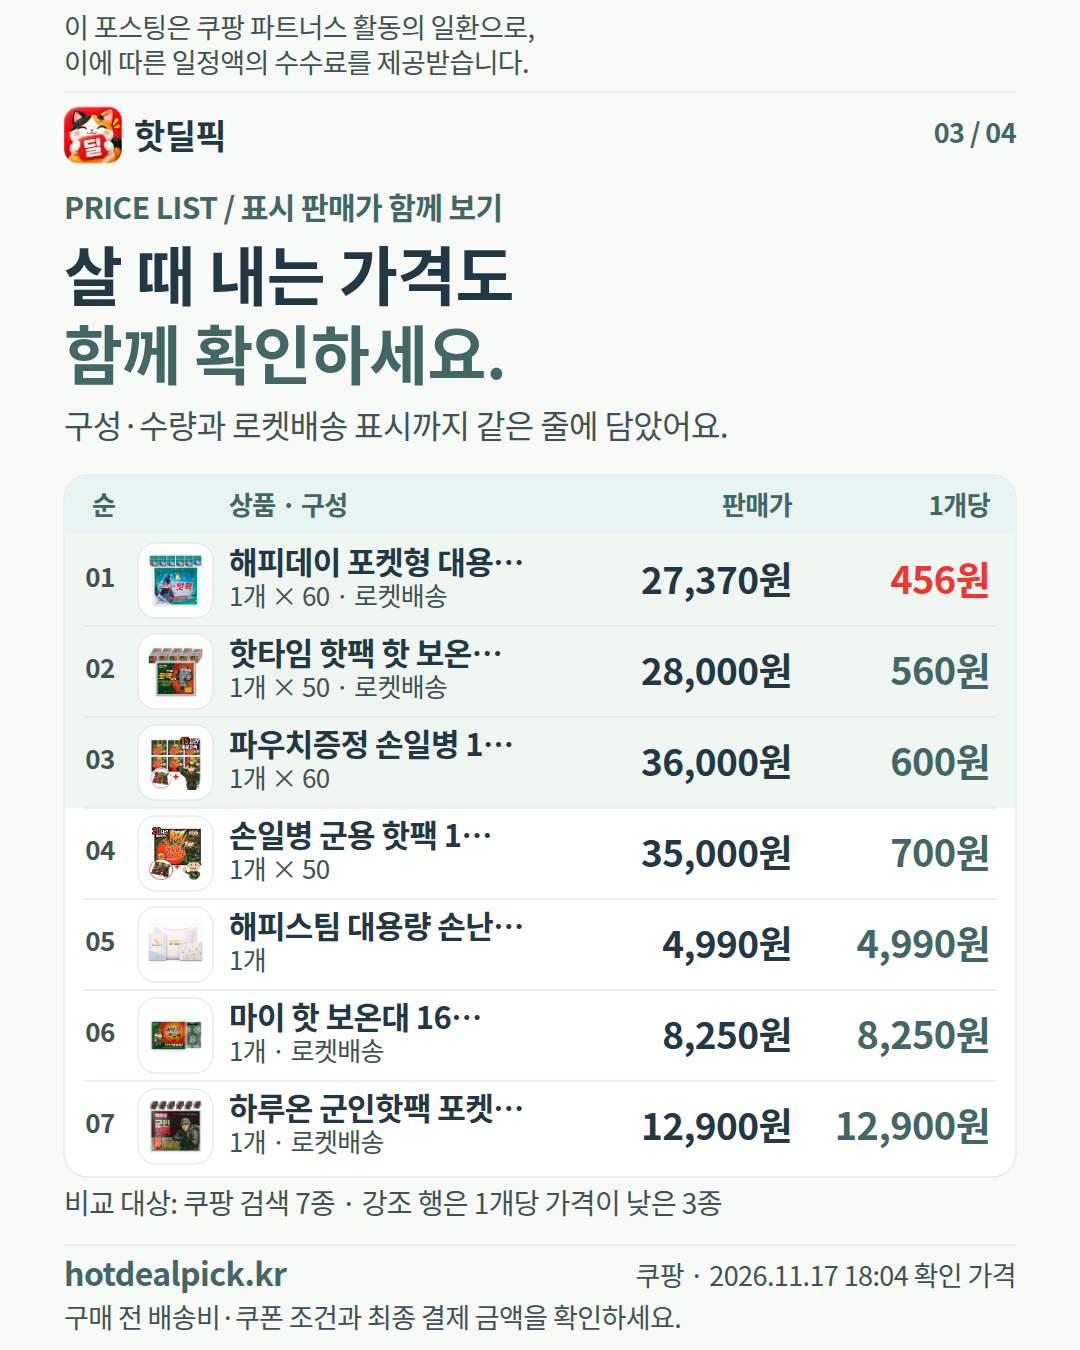 이 포스팅은 쿠팡 파트너스 활동의 일환으로,
이에 따른 일정액의 수수료를 제공받습니다.
딜
핫딜픽
03 / 04
PRICE LIST / 표시 판매가 함께 보기
살 때 내는 가격도
함께 확인하세요.
구성·수량과 로켓배송 표시까지 같은 줄에 담았어요.
순 상품 · 구성 판매가 1개당
01 해피데이 포켓형 대용··· 27,370원 456원
1개 × 60 · 로켓배송
02 핫타임 핫팩 핫 보온··· 28,000원 560원
1개 × 50 · 로켓배송
03 파우치증정 손일병 1··· 36,000원 600원
1개 × 60
04 손일병 군용 핫팩 1··· 35,000원 700원
1개 × 50
05 해피스팀 대용량 손난··· 4,990원 4,990원
1개
06 마이 핫 보온대 16··· 8,250원 8,250원
1개 · 로켓배송
07 하루온 군인핫팩 포켓··· 12,900원 12,900원
1개 · 로켓배송
비교 대상: 쿠팡 검색 7종 · 강조 행은 1개당 가격이 낮은 3종
hotdealpick.kr
쿠팡 · 2026.11.17 18:04 확인 가격
구매 전 배송비·쿠폰 조건과 최종 결제 금액을 확인하세요.